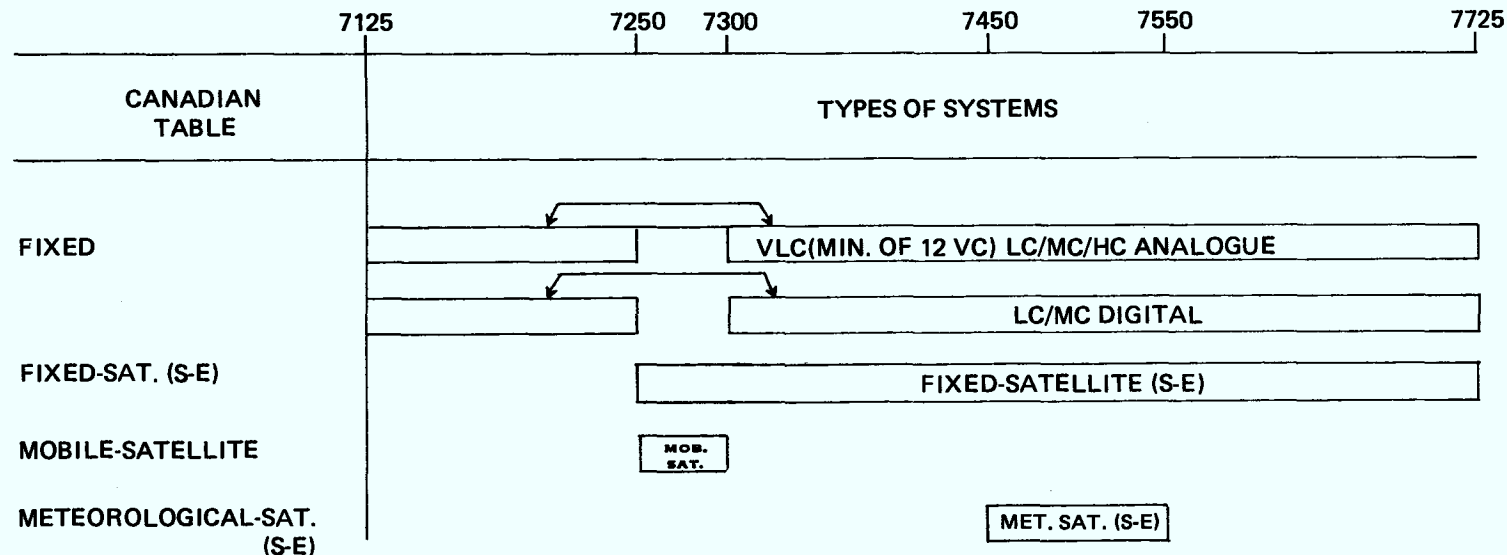 7125 7250 7300 7450 7550 7725
CANADIAN
TABLE
TYPES OF SYSTEMS
FIXED
VLC(MIN. OF 12 VC) LC/MC/HC ANALOGUE
LC/MC DIGITAL
FIXED-SAT. (S-E)
FIXED-SATELLITE (S-E)
MOBILE-SATELLITE
MOB.
SAT.
METEOROLOGICAL-SAT.
(S-E)
MET. SAT. (S-E)